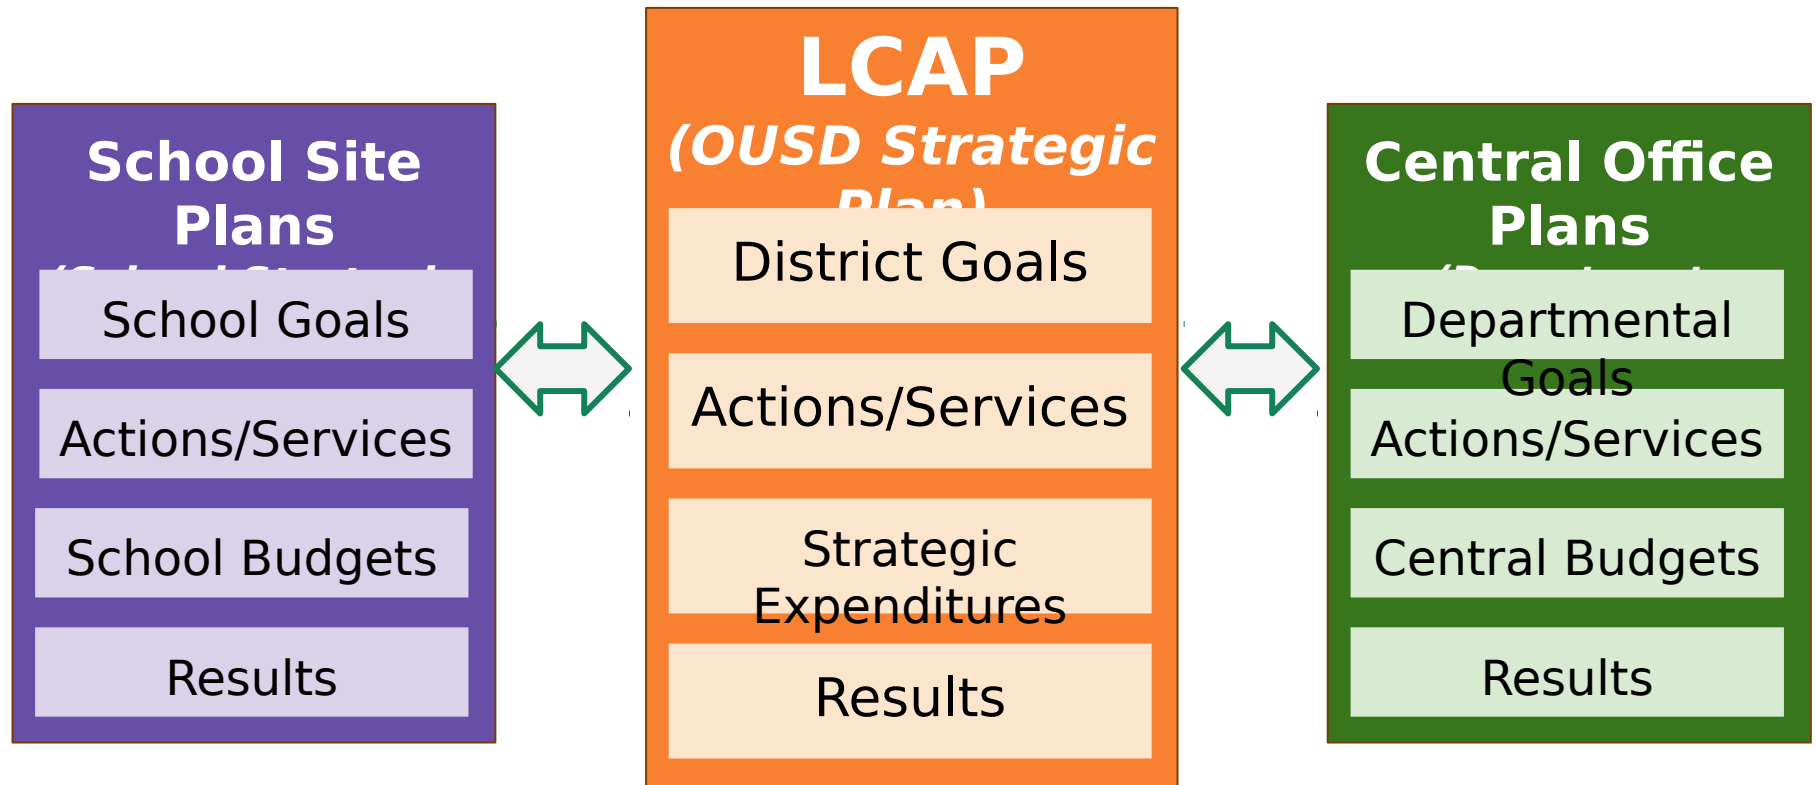 School Site
Plans
School Goals
Actions/Services
School Budgets
Results
LCAP
(OUSD Strategic
Plan)
District Goals
Actions/Services
Strategic
Expenditures
Results
Central Office
Plans
Departmental
Goals
Actions/Services
Central Budgets
Results